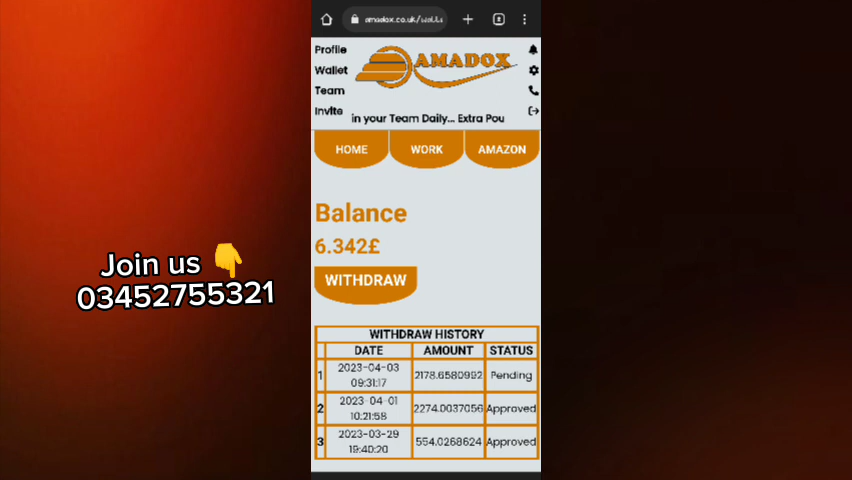 amadox.co.uk/wall
Profile
Wallet
Team
Invite
AMADOX
in your Team Daily... Extra Pou
HOME WORK AMAZON
Balance
6.342£
WITHDRAW
Join us 👇
03452755321
WITHDRAW HISTORY
DATE AMOUNT STATUS
1 2023-04-03 09:31:17 2178.6580992 Pending
2 2023-04-01 10:21:58 2274.0037056 Approved
3 2023-03-29 19:40:20 554.0268624 Approved